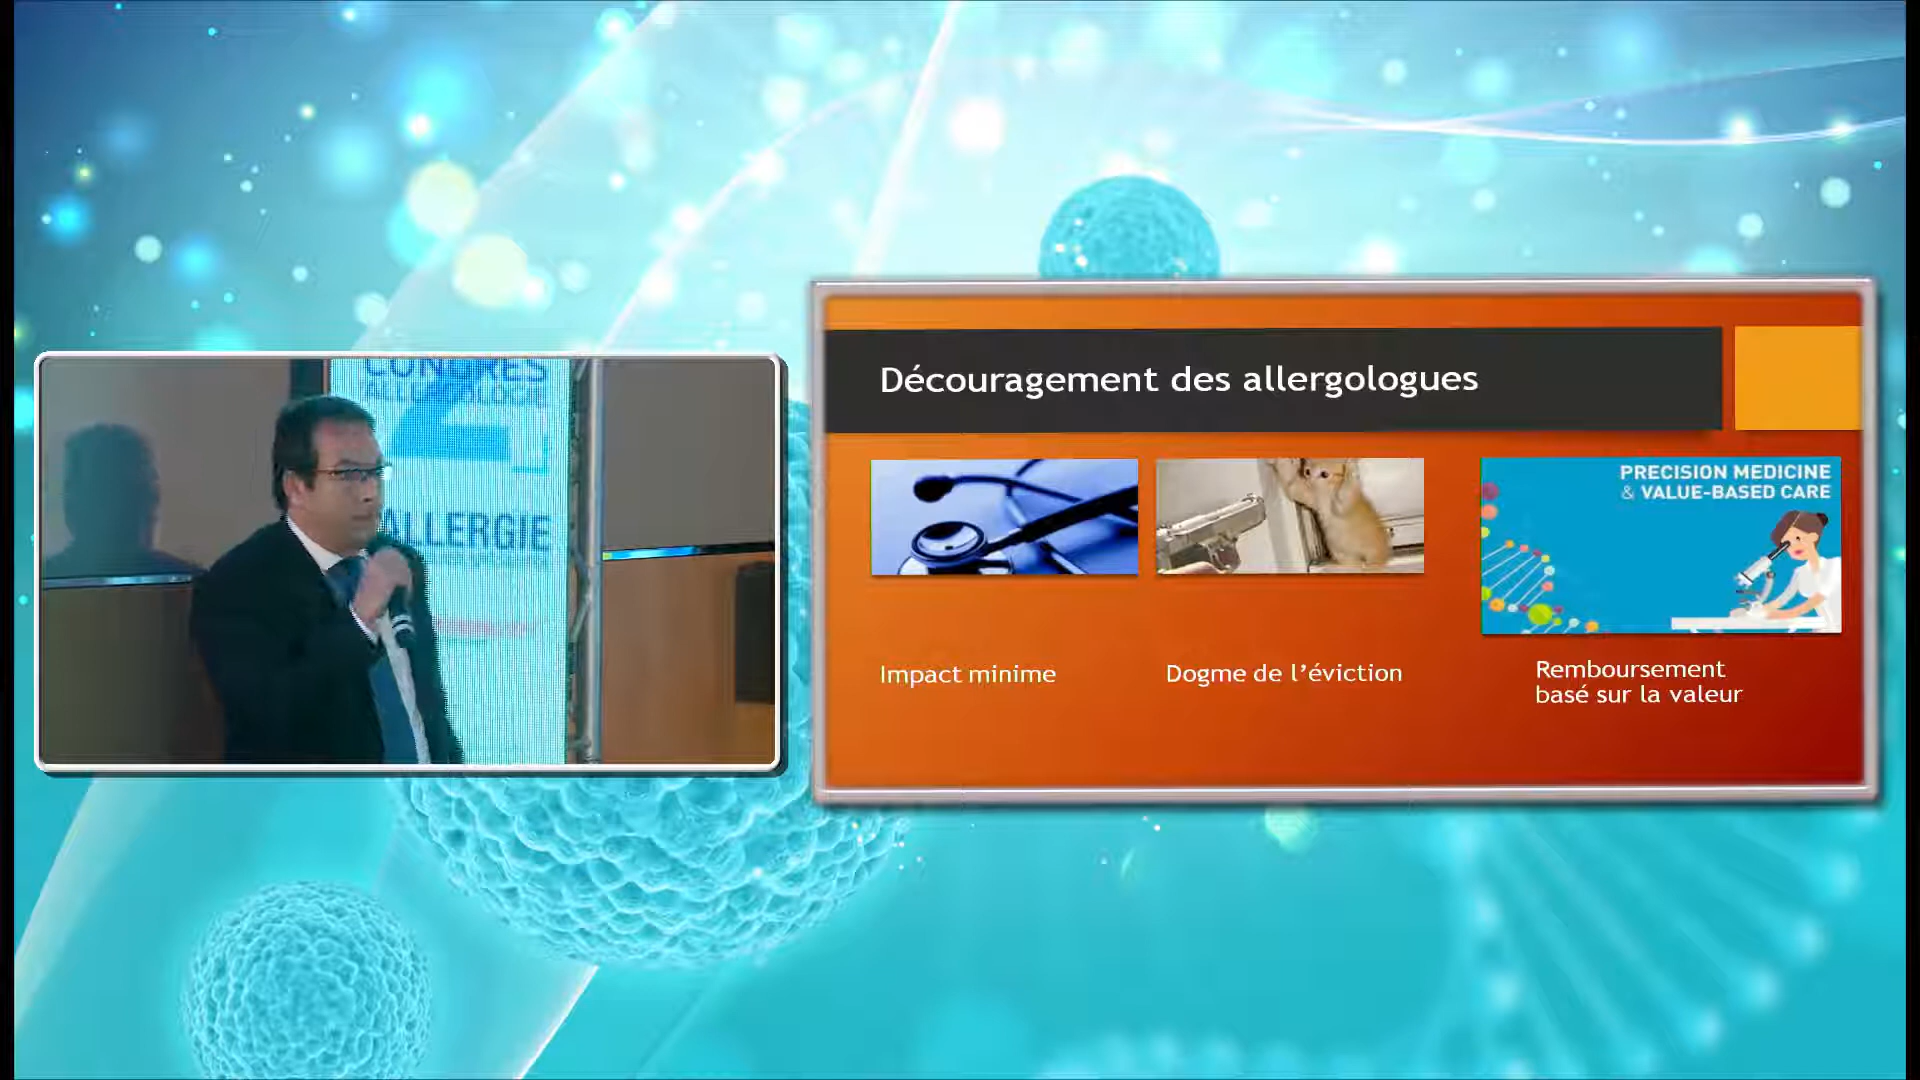 CONGRES
ALLERGIE
Découragement des allergologues
PRECISION MEDICINE
& VALUE-BASED CARE
Impact minime
Dogme de l’éviction
Remboursement
basé sur la valeur